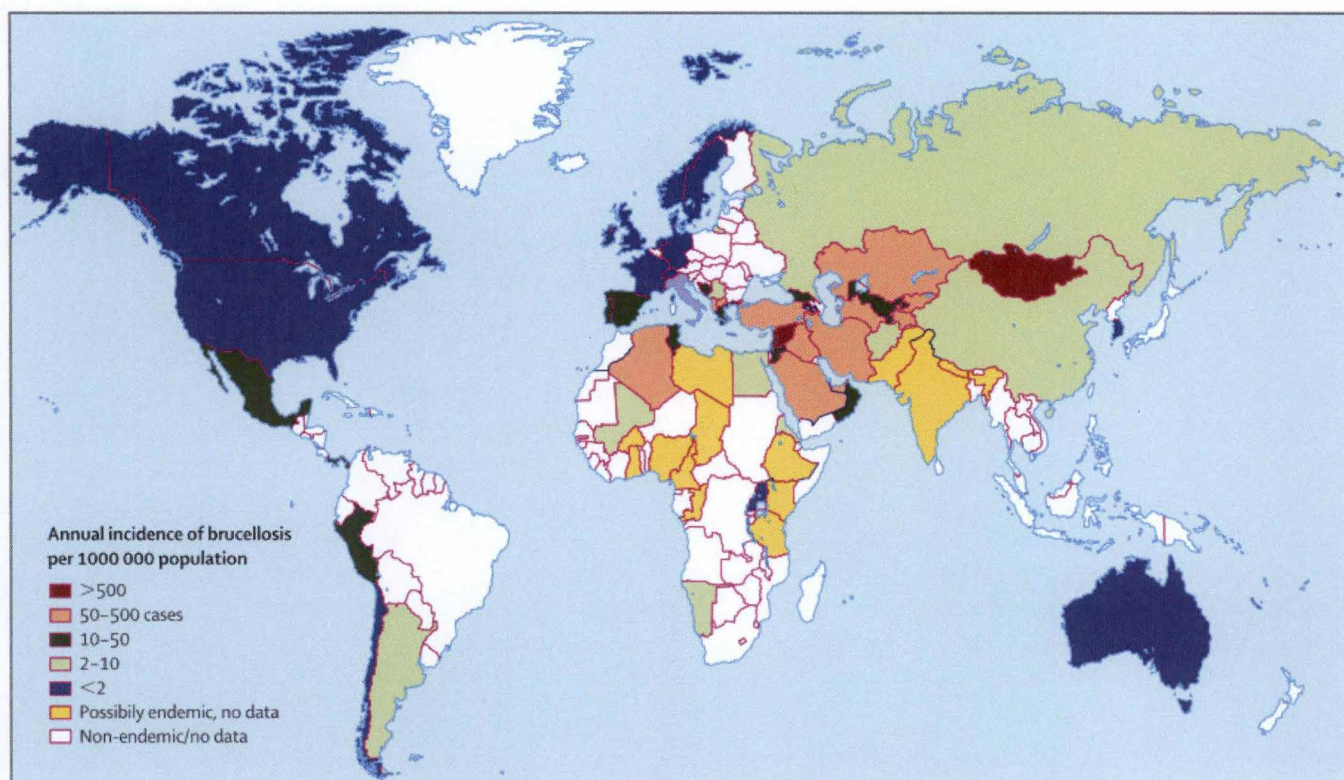 Annual incidence of brucellosis
per 1000 000 population
>500
50–500 cases
10–50
2–10
<2
Possibily endemic, no data
Non-endemic/no data